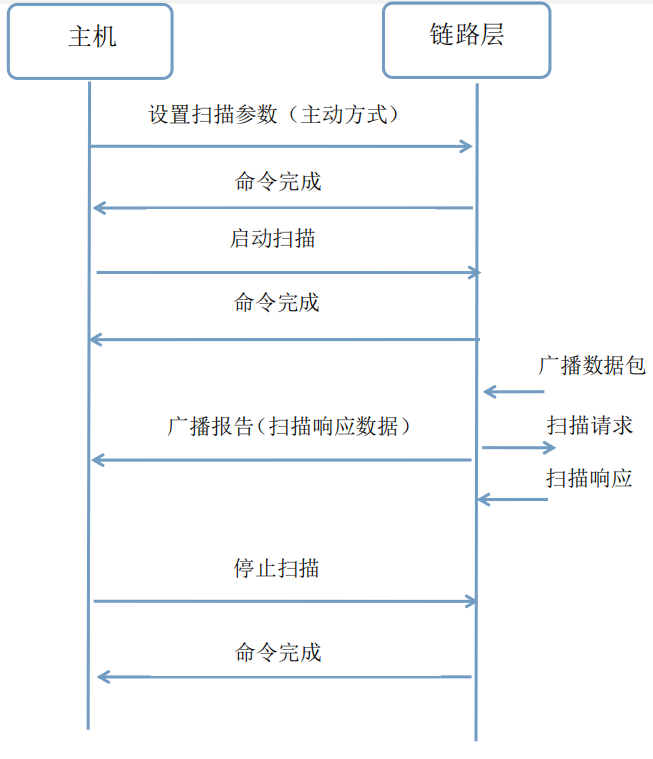 主机
链路层
设置扫描参数（主动方式）
命令完成
启动扫描
命令完成
广播数据包
广播报告（扫描响应数据）
扫描请求
扫描响应
停止扫描
命令完成